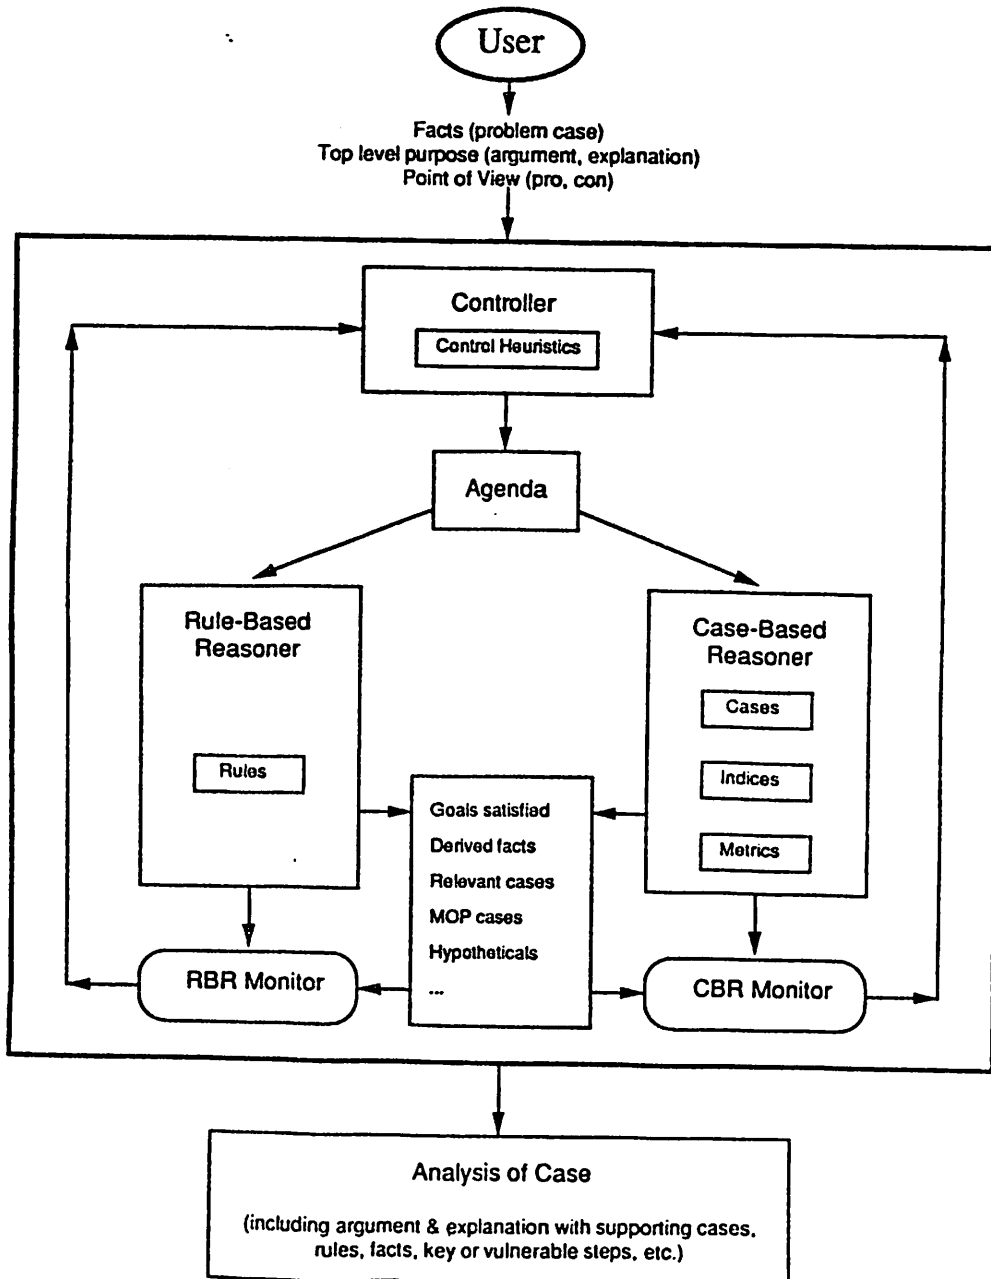 User
Facts (problem case)
Top level purpose (argument, explanation)
Point of View (pro, con)
Controller
Control Heuristics
Agenda
Rule-Based
Reasoner
Rules
Case-Based
Reasoner
Cases
Indices
Metrics
Goals satisfied
Derived facts
Relevant cases
MOP cases
Hypotheticals
...
RBR Monitor
CBR Monitor
Analysis of Case
(including argument & explanation with supporting cases,
rules, facts, key or vulnerable steps, etc.)